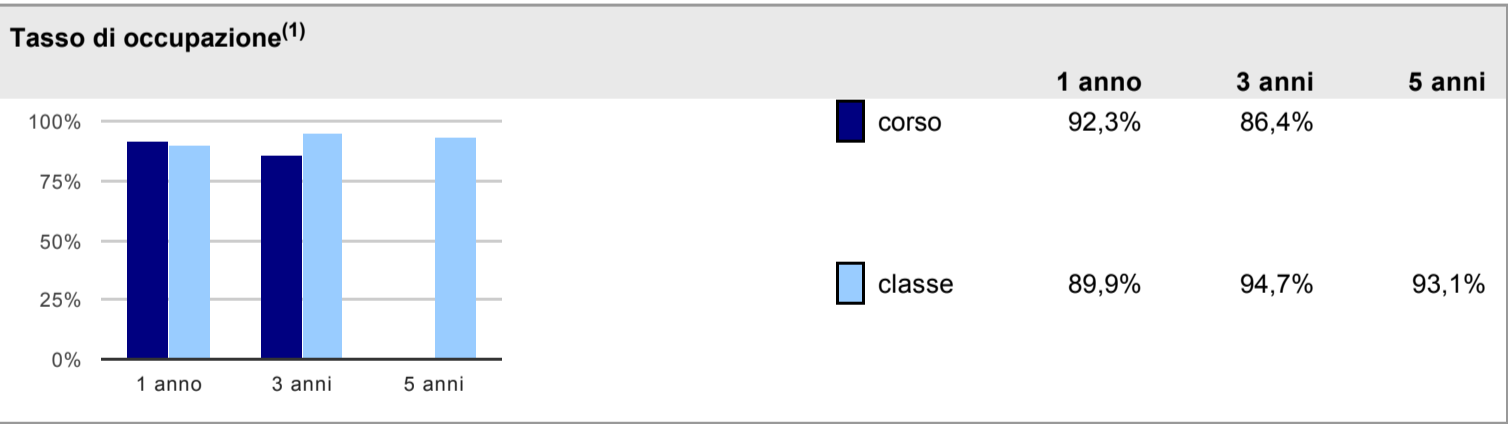 Tasso di occupazione(1)
1 anno 3 anni 5 anni
100%
75%
50%
25%
0%
1 anno 3 anni 5 anni
corso 92,3% 86,4%
classe 89,9% 94,7% 93,1%